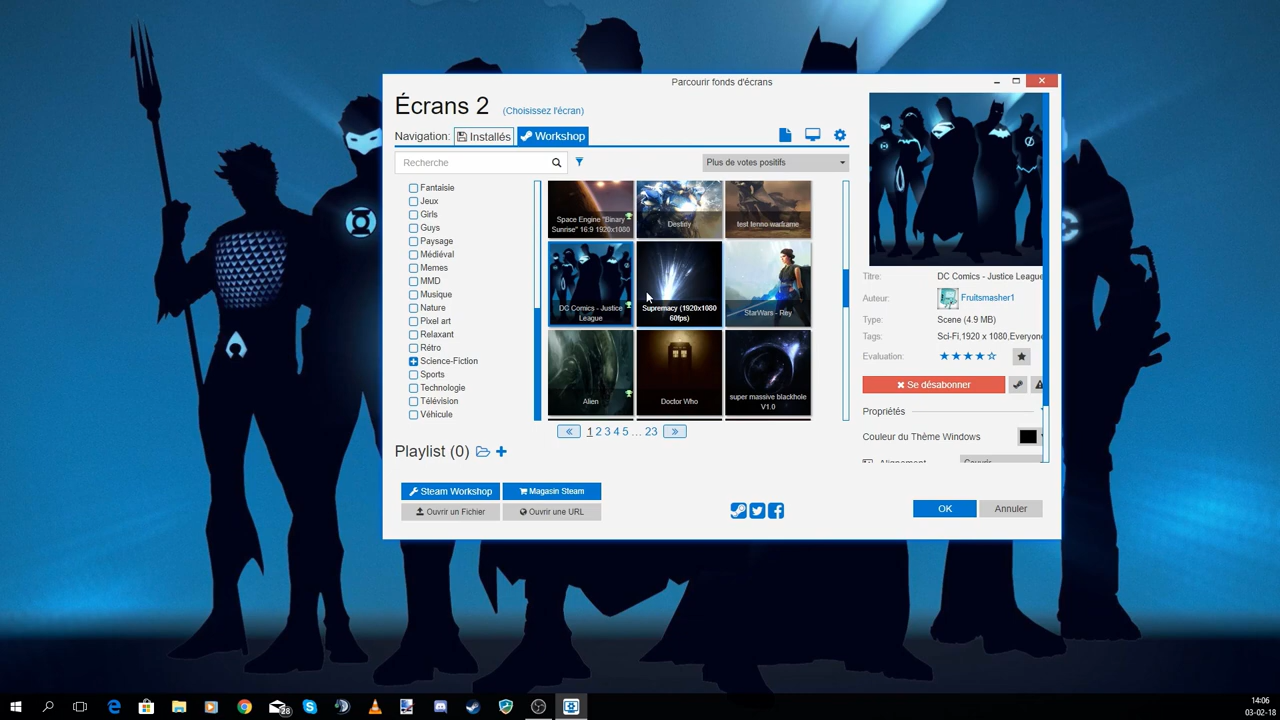 Parcourir fonds d'écrans
Écrans 2 (Choisissez l'écran)
Navigation: Installés Workshop
Recherche
Plus de votes positifs
Fantaisie
Jeux
Girls
Guys
Paysage
Médiéval
Memes
MMD
Musique
Nature
Pixel art
Relaxant
Rétro
Science-Fiction
Sports
Technologie
Télévision
Véhicule
Space Engine "Binary
Sunrise" 16:9 1920x1080
Destiny
test tenno warframe
DC Comics - Justice
League
Supremacy (1920x1080
60fps)
StarWars - Rey
Alien
Doctor Who
super massive blackhole
V1.0
« 1 2 3 4 5 ... 23 »
Playlist (0)
Steam Workshop
Magasin Steam
Ouvrir un Fichier
Ouvrir une URL
Titre: DC Comics - Justice League
Auteur: Fruitsmasher1
Type: Scene (4.9 MB)
Tags: Sci-Fi,1920 x 1080,Everyone
Evaluation:
Se désabonner
Propriétés
Couleur du Thème Windows
Alignement Couvrir
OK Annuler
28
14:06
03-02-18